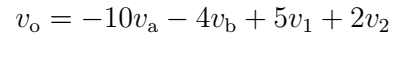 v_o = −10v_a − 4v_b + 5v_1 + 2v_2